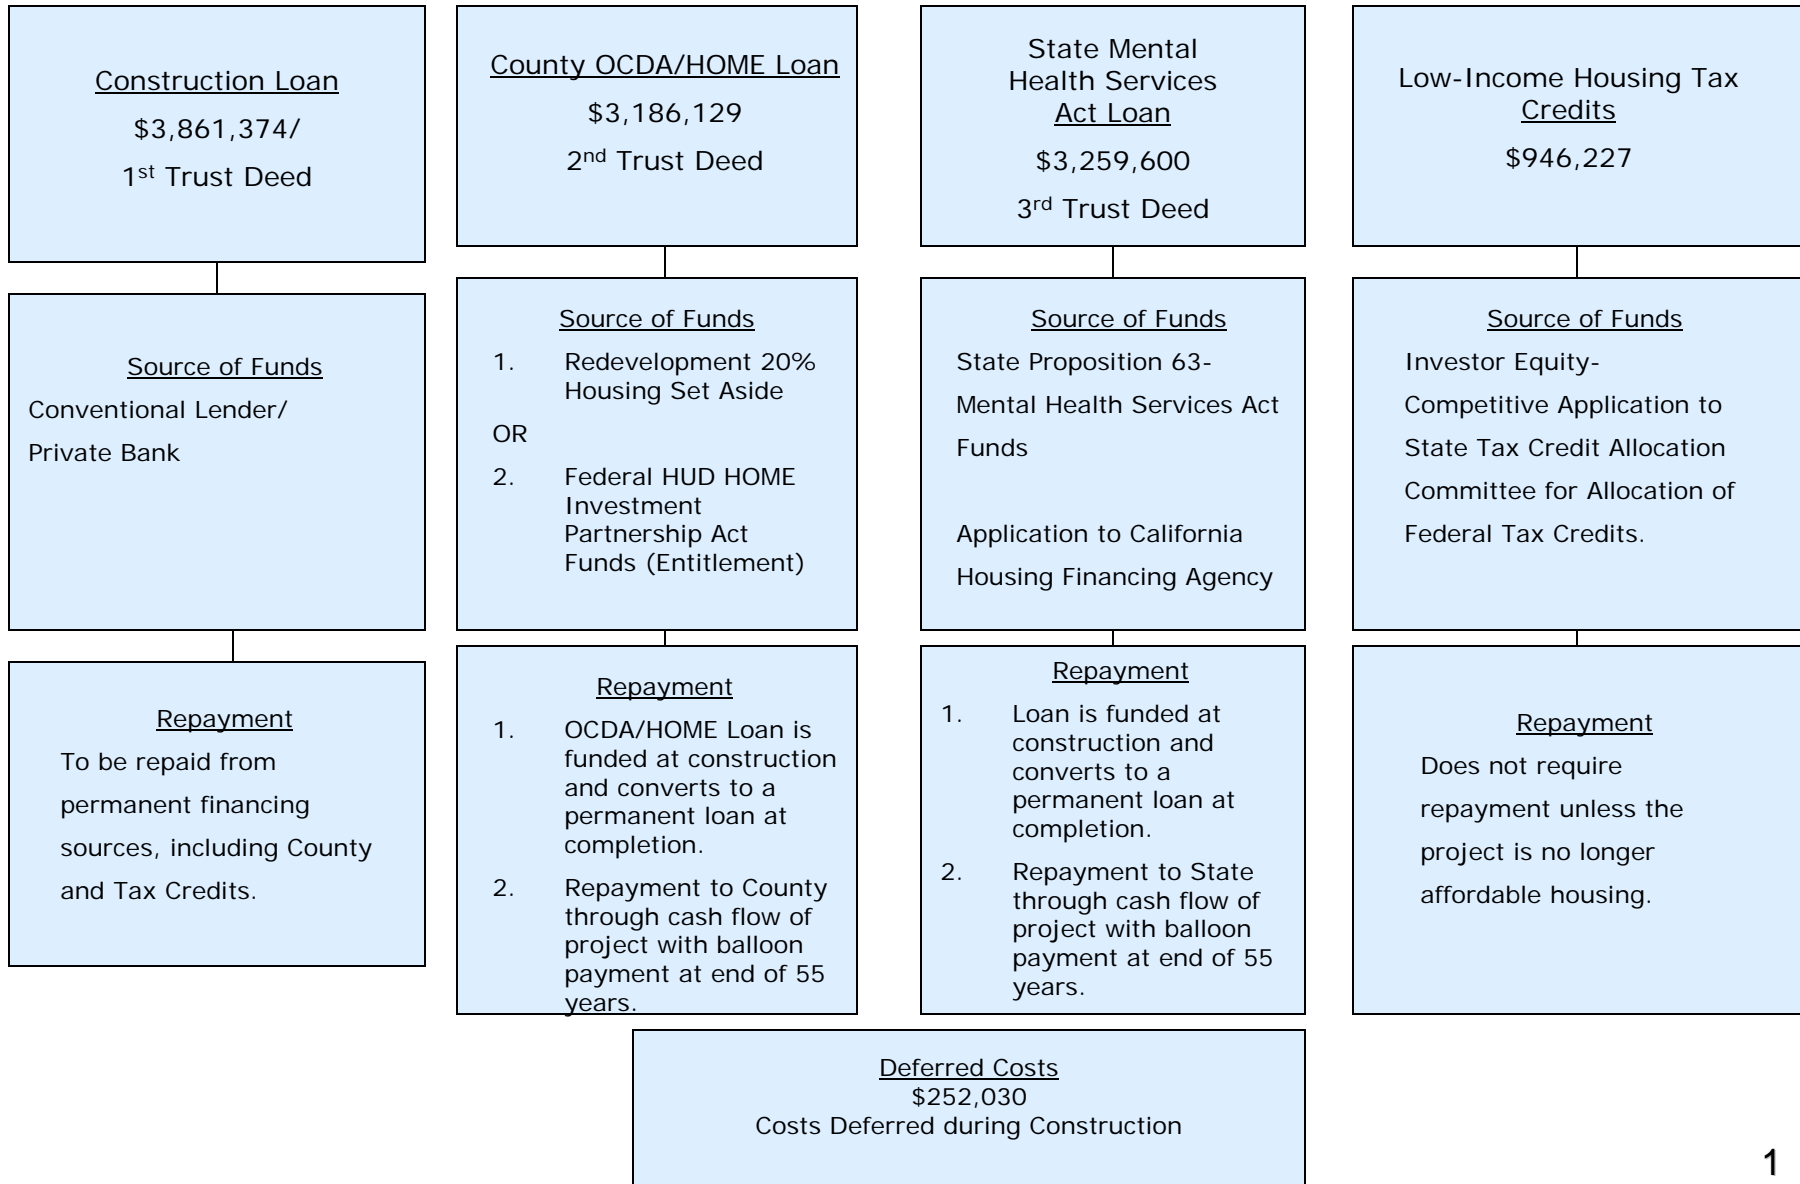 Construction Loan
$3,861,374/
1st Trust Deed
Source of Funds
Conventional Lender/
Private Bank
Repayment
To be repaid from
permanent financing
sources, including County
and Tax Credits.
County OCDA/HOME Loan
$3,186,129
2nd Trust Deed
Source of Funds
1. Redevelopment 20%
Housing Set Aside
OR
2. Federal HUD HOME
Investment
Partnership Act
Funds (Entitlement)
Repayment
1. OCDA/HOME Loan is
funded at construction
and converts to a
permanent loan at
completion.
2. Repayment to County
through cash flow of
project with balloon
payment at end of 55
years.
State Mental
Health Services
Act Loan
$3,259,600
3rd Trust Deed
Source of Funds
State Proposition 63-
Mental Health Services Act
Funds
Application to California
Housing Financing Agency
Repayment
1. Loan is funded at
construction and
converts to a
permanent loan at
completion.
2. Repayment to State
through cash flow of
project with balloon
payment at end of 55
years.
Low-Income Housing Tax
Credits
$946,227
Source of Funds
Investor Equity-
Competitive Application to
State Tax Credit Allocation
Committee for Allocation of
Federal Tax Credits.
Repayment
Does not require
repayment unless the
project is no longer
affordable housing.
Deferred Costs
$252,030
Costs Deferred during Construction
1